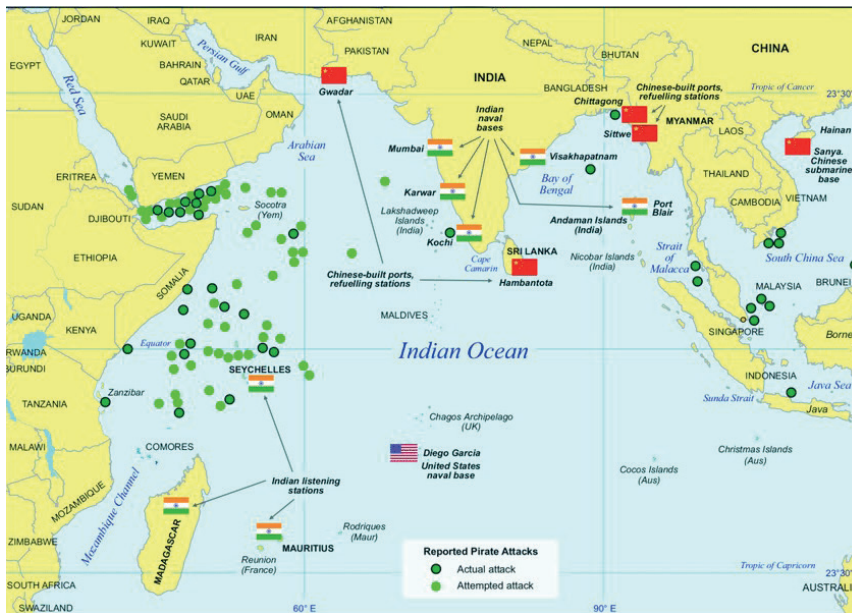 JORDAN
IRAQ
IRAN
AFGHANISTAN
CHINA
KUWAIT
Persian Gulf
PAKISTAN
NEPAL
BHUTAN
EGYPT
BAHRAIN
QATAR
INDIA
BANGLADESH
Chinese-built ports,
refuelling stations
Tropic of Cancer
23°30
Red Sea
UAE
Gwadar
Chittagong
SAUDI
ARABIA
OMAN
Indian
naval
bases
MYANMAR
Sittwe
LAOS
Hainan
Arabian
Sea
Mumbai
Visakhapatnam
Sanya.
Chinese
submarine
base
ERITREA
YEMEN
Bay of
Bengal
THAILAND
SUDAN
Karwar
Port
Blair
CAMBODIA
VIETNAM
DJIBOUTI
Socotra
(Yem)
Lakshadweep
Islands
(India)
Andaman Islands
(India)
Kochi
ETHIOPIA
Cape
Camarin
SRI LANKA
Nicobar Islands
(India)
Strait
of
Malacca
South China Sea
SOMALIA
Chinese-built ports,
refuelling stations
Hambantota
MALAYSIA
BRUNEI
UGANDA
KENYA
MALDIVES
SINGAPORE
Equator
Borne
RWANDA
BURUNDI
Indian Ocean
SEYCHELLES
INDONESIA
Zanzibar
Sunda Strait
Java Sea
TANZANIA
Java
Chagos Archipelago
(UK)
MALAWI
COMORES
Diego Garcia
United States
naval base
Christmas Islands
(Aus)
Cocos Islands
(Aus)
Mozambique Channel
Indian listening
stations
MOZAMBIQUE
MADAGASCAR
Rodriques
(Maur)
ZIMBABWE
MAURITIUS
Reunion
(France)
Reported Pirate Attacks
Actual attack
Attempted attack
Tropic of Capricorn
23°30
SOUTH AFRICA
SWAZILAND
60° E
90° E
AUSTRAL